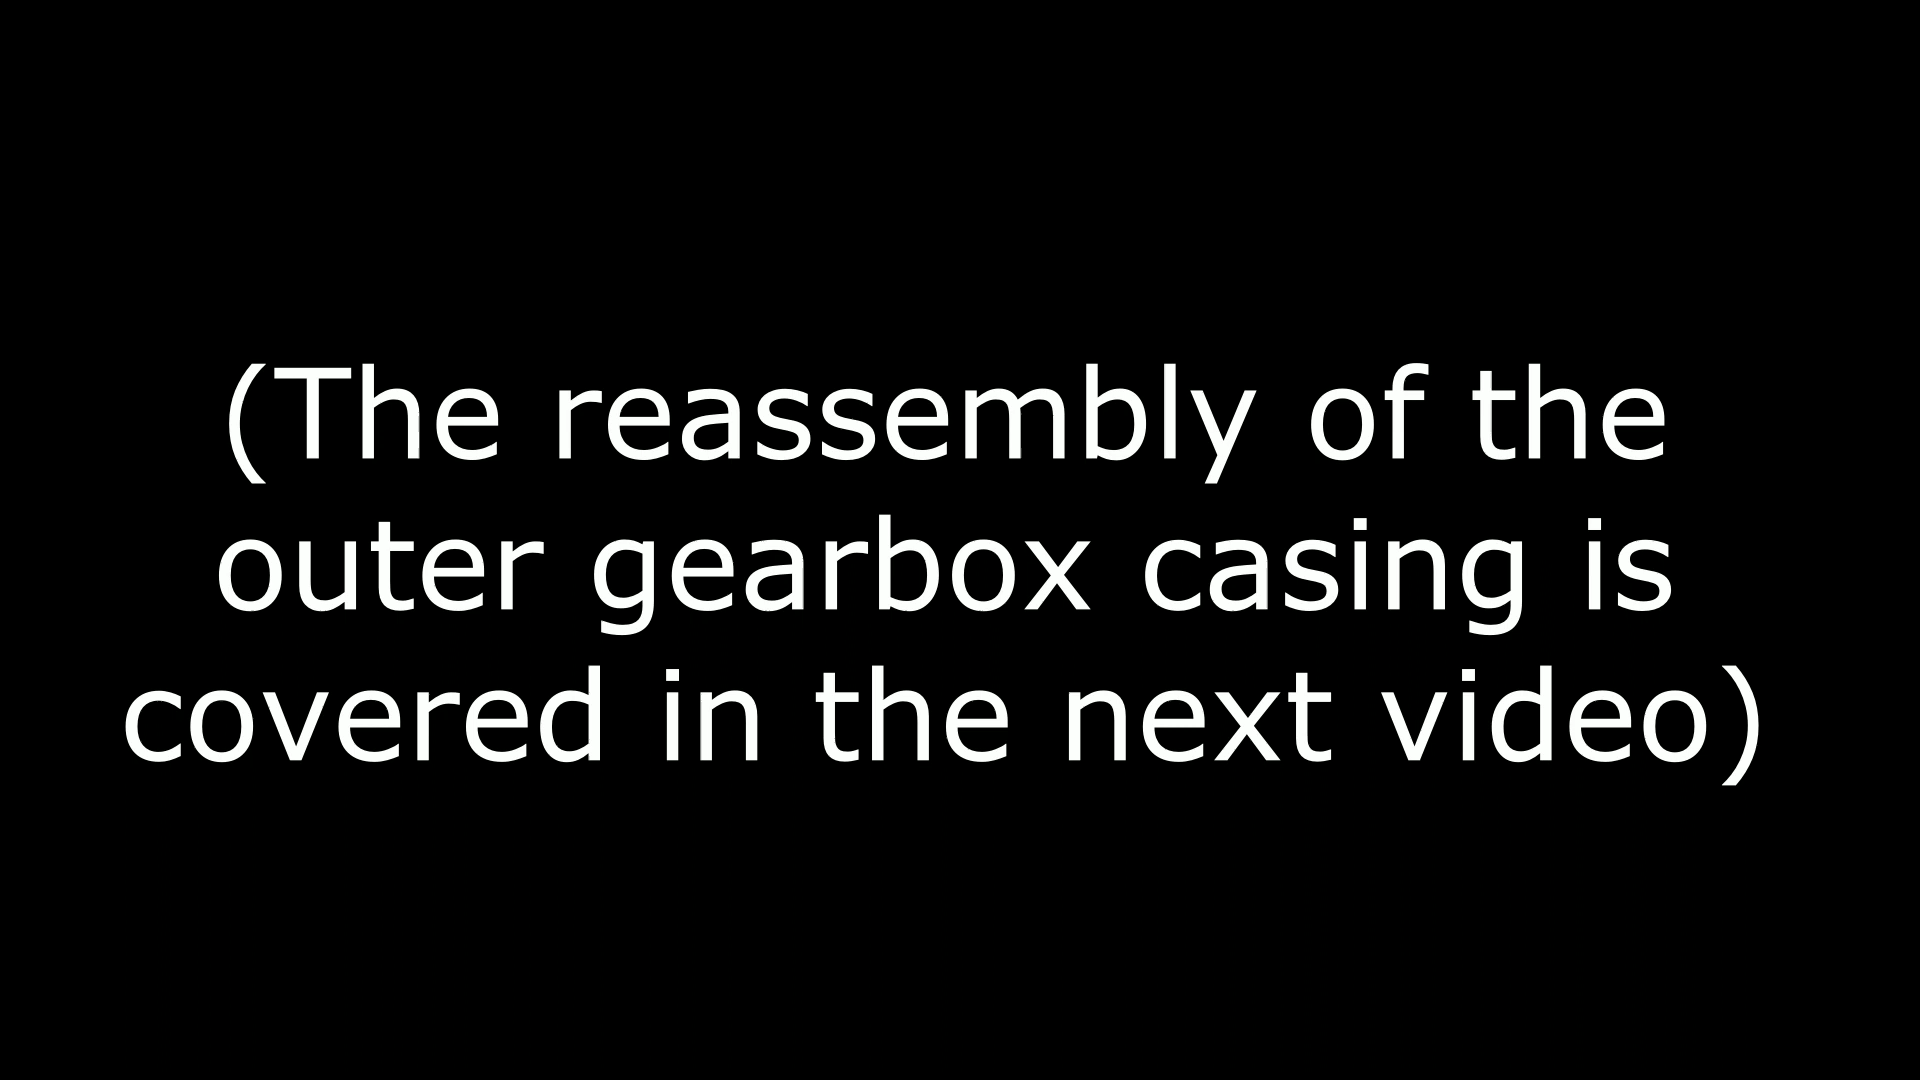 (The reassembly of the
outer gearbox casing is
covered in the next video)